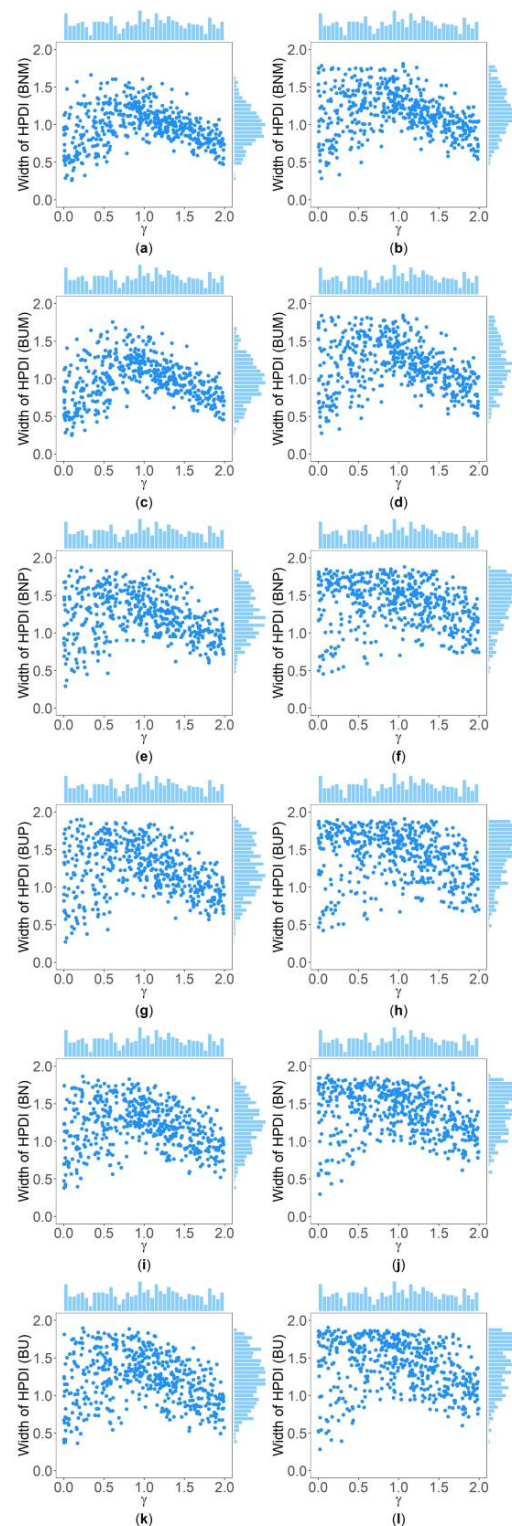 2.0 2.0
1.5 1.5
1.0 1.0
0.5 0.5
0.0 0.0
Width of HPDI (BNM) Width of HPDI (BNM)
0.0 0.5 1.0 1.5 2.0 0.0 0.5 1.0 1.5 2.0
γ γ
(a) (b)
2.0 2.0
1.5 1.5
1.0 1.0
0.5 0.5
0.0 0.0
Width of HPDI (BUM) Width of HPDI (BUM)
0.0 0.5 1.0 1.5 2.0 0.0 0.5 1.0 1.5 2.0
γ γ
(c) (d)
2.0 2.0
1.5 1.5
1.0 1.0
0.5 0.5
0.0 0.0
Width of HPDI (BNP) Width of HPDI (BNP)
0.0 0.5 1.0 1.5 2.0 0.0 0.5 1.0 1.5 2.0
γ γ
(e) (f)
2.0 2.0
1.5 1.5
1.0 1.0
0.5 0.5
0.0 0.0
Width of HPDI (BUP) Width of HPDI (BUP)
0.0 0.5 1.0 1.5 2.0 0.0 0.5 1.0 1.5 2.0
γ γ
(g) (h)
2.0 2.0
1.5 1.5
1.0 1.0
0.5 0.5
0.0 0.0
Width of HPDI (BN) Width of HPDI (BN)
0.0 0.5 1.0 1.5 2.0 0.0 0.5 1.0 1.5 2.0
γ γ
(i) (j)
2.0 2.0
1.5 1.5
1.0 1.0
0.5 0.5
0.0 0.0
Width of HPDI (BU) Width of HPDI (BU)
0.0 0.5 1.0 1.5 2.0 0.0 0.5 1.0 1.5 2.0
γ γ
(k) (l)